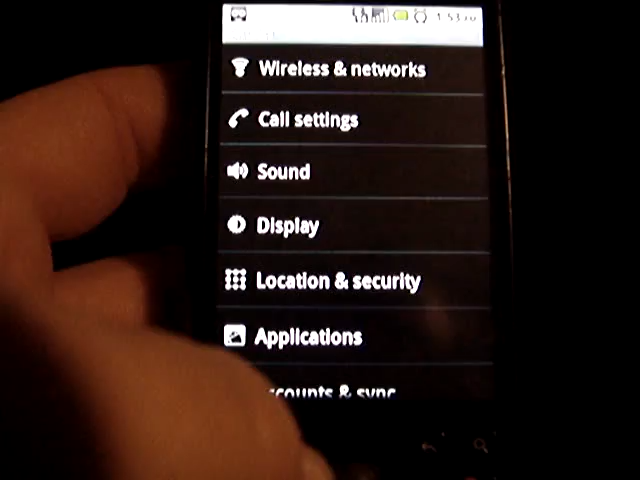 Wireless & networks
Call settings
Sound
Display
Location & security
Applications
counts & sync